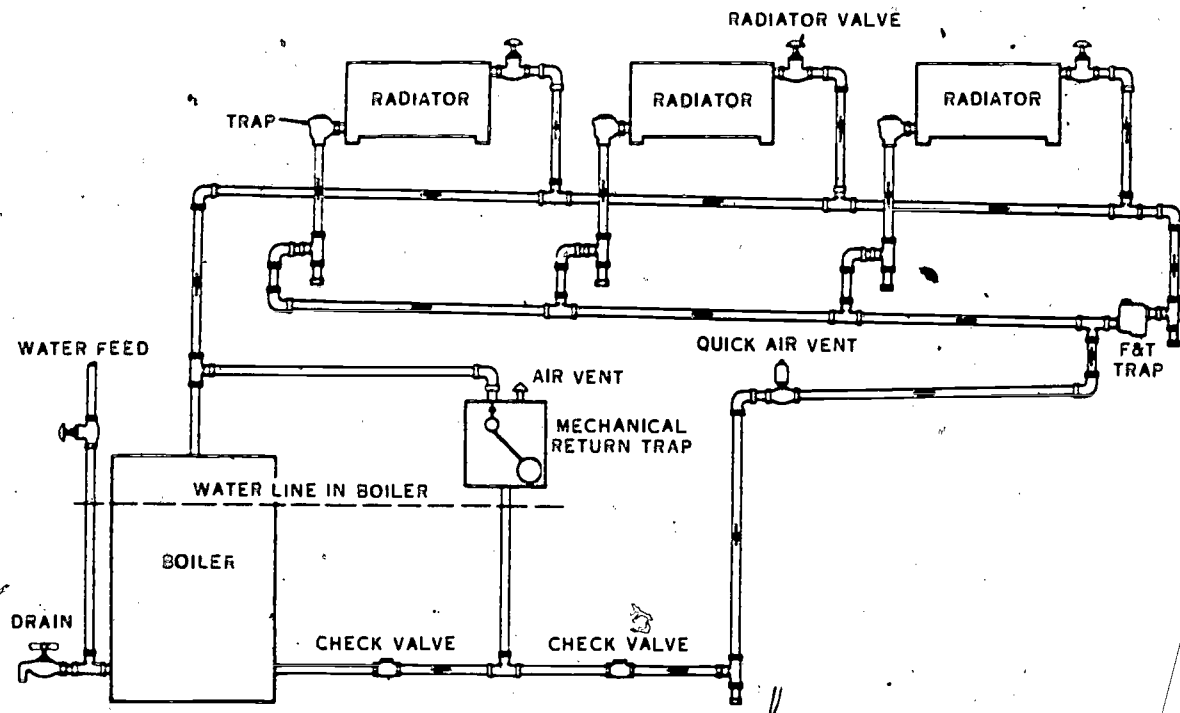 RADIATOR VALVE
RADIATOR
RADIATOR
RADIATOR
TRAP
WATER FEED
QUICK AIR VENT
F&T
TRAP
AIR VENT
MECHANICAL
RETURN TRAP
WATER LINE IN BOILER
BOILER
DRAIN
CHECK VALVE
CHECK VALVE